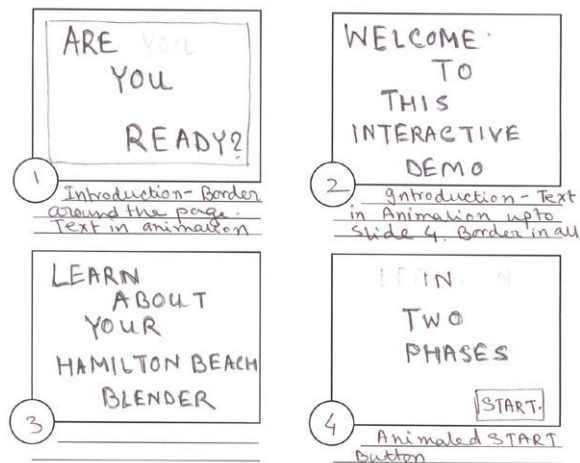 ARE
YOU
READY?
1
Introduction - Border
around the page.
Text in animation
WELCOME
TO
THIS
INTERACTIVE
DEMO
2
Introduction - Text
in Animation upto
Slide 4. Border in all
LEARN
ABOUT
YOUR
HAMILTON BEACH
BLENDER
3
IN
TWO
PHASES
START.
4
Animated START
Button